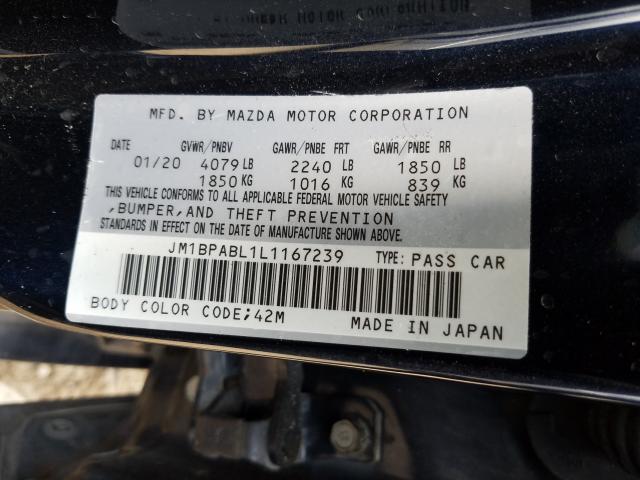 MFD. BY MAZDA MOTOR CORPORATION
DATE GVWR/PNBV GAWR/PNBE FRT GAWR/PNBE RR
01/20 4079 LB 2240 LB 1850 LB
1850 KG 1016 KG 839 KG
THIS VEHICLE CONFORMS TO ALL APPLICABLE FEDERAL MOTOR VEHICLE SAFETY
,BUMPER,AND THEFT PREVENTION
STANDARDS IN EFFECT ON THE DATE OF MANUFACTURE SHOWN ABOVE.
JM1BPABL1L1167239 TYPE: PASS CAR
BODY COLOR CODE;42M MADE IN JAPAN